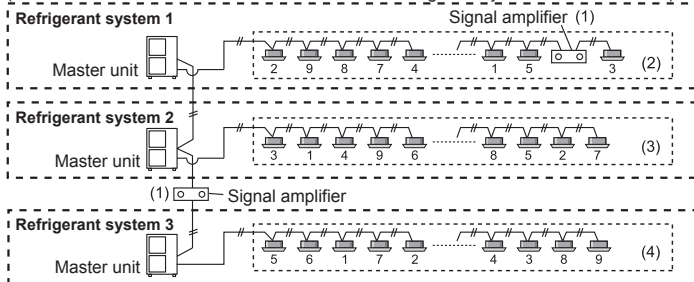 Refrigerant system 1
Signal amplifier (1)
Master unit
2 9 8 7 4 1 5 3 (2)
Refrigerant system 2
Master unit
3 1 4 9 6 8 5 2 7 (3)
(1) Signal amplifier
Refrigerant system 3
Master unit
5 6 1 7 2 4 3 8 9 (4)